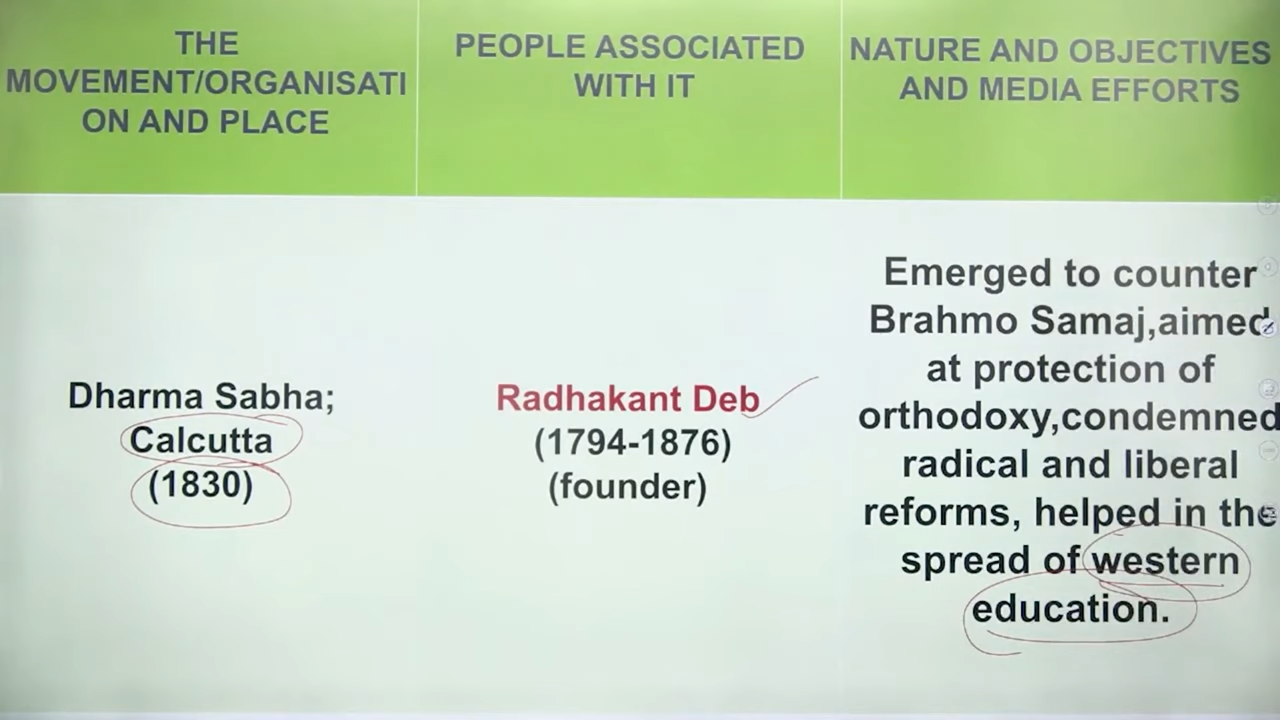 THE
MOVEMENT/ORGANISATI
ON AND PLACE
PEOPLE ASSOCIATED
WITH IT
NATURE AND OBJECTIVES
AND MEDIA EFFORTS
Dharma Sabha;
Calcutta
(1830)
Radhakant Deb
(1794-1876)
(founder)
Emerged to counter
Brahmo Samaj,aimed
at protection of
orthodoxy,condemned
radical and liberal
reforms, helped in the
spread of western
education.